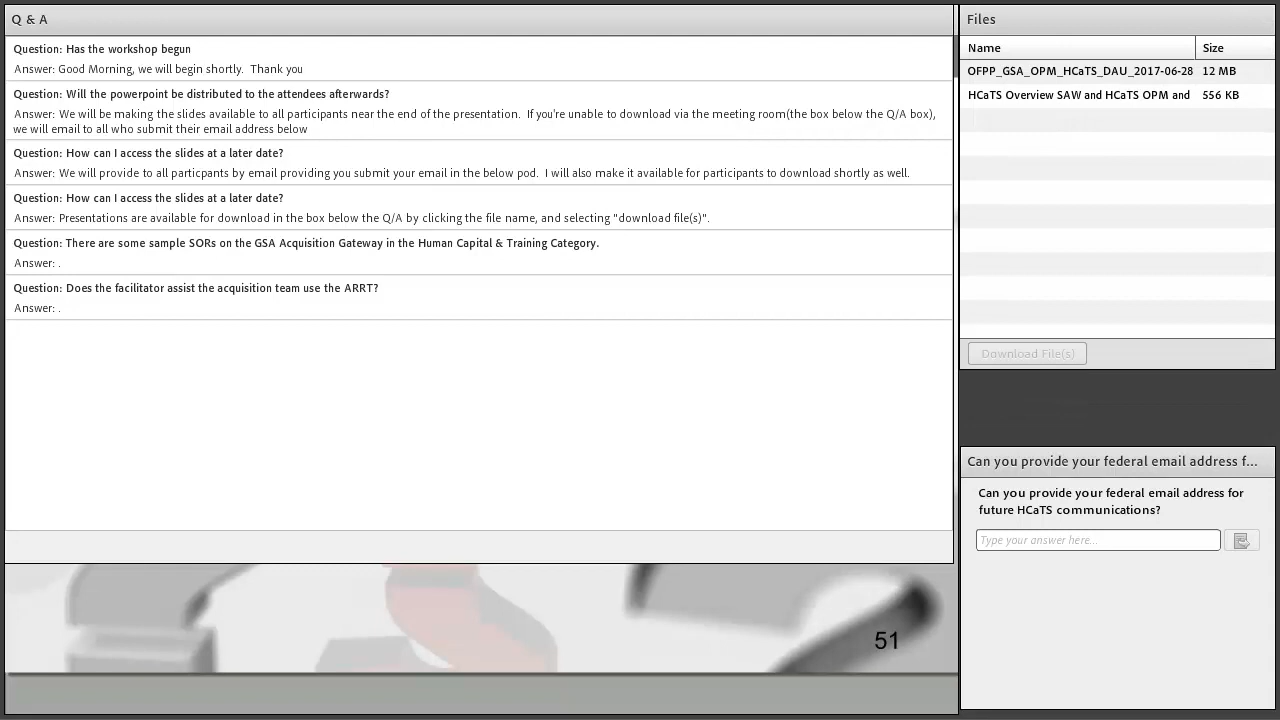 Q & A
Question: Has the workshop begun
Answer: Good Morning, we will begin shortly.  Thank you
Question: Will the powerpoint be distributed to the attendees afterwards?
Answer: We will be making the slides available to all participants near the end of the presentation.  If you're unable to download via the meeting room(the box below the Q/A box),
we will email to all who submit their email address below
Question: How can I access the slides at a later date?
Answer: We will provide to all particpants by email providing you submit your email in the below pod.  I will also make it available for participants to download shortly as well.
Question: How can I access the slides at a later date?
Answer: Presentations are available for download in the box below the Q/A by clicking the file name, and selecting "download file(s)".
Question: There are some sample SORs on the GSA Acquisition Gateway in the Human Capital & Training Category.
Answer: .
Question: Does the facilitator assist the acquisition team use the ARRT?
Answer: .
51
Files
Name Size
OFPP_GSA_OPM_HCaTS_DAU_2017-06-28 12 MB
HCaTS Overview SAW and HCaTS OPM and 556 KB
Download File(s)
Can you provide your federal email address f...
Can you provide your federal email address for
future HCaTS communications?
Type your answer here...